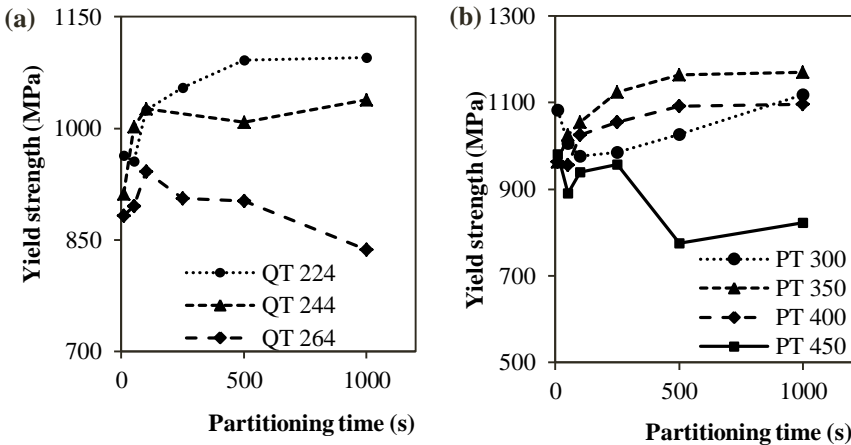 (a)
1150
1000
850
700
Yield strength (MPa)
0
500
1000
Partitioning time (s)
QT 224
QT 244
QT 264
(b)
1300
1100
900
700
500
Yield strength (MPa)
0
500
1000
Partitioning time (s)
PT 300
PT 350
PT 400
PT 450